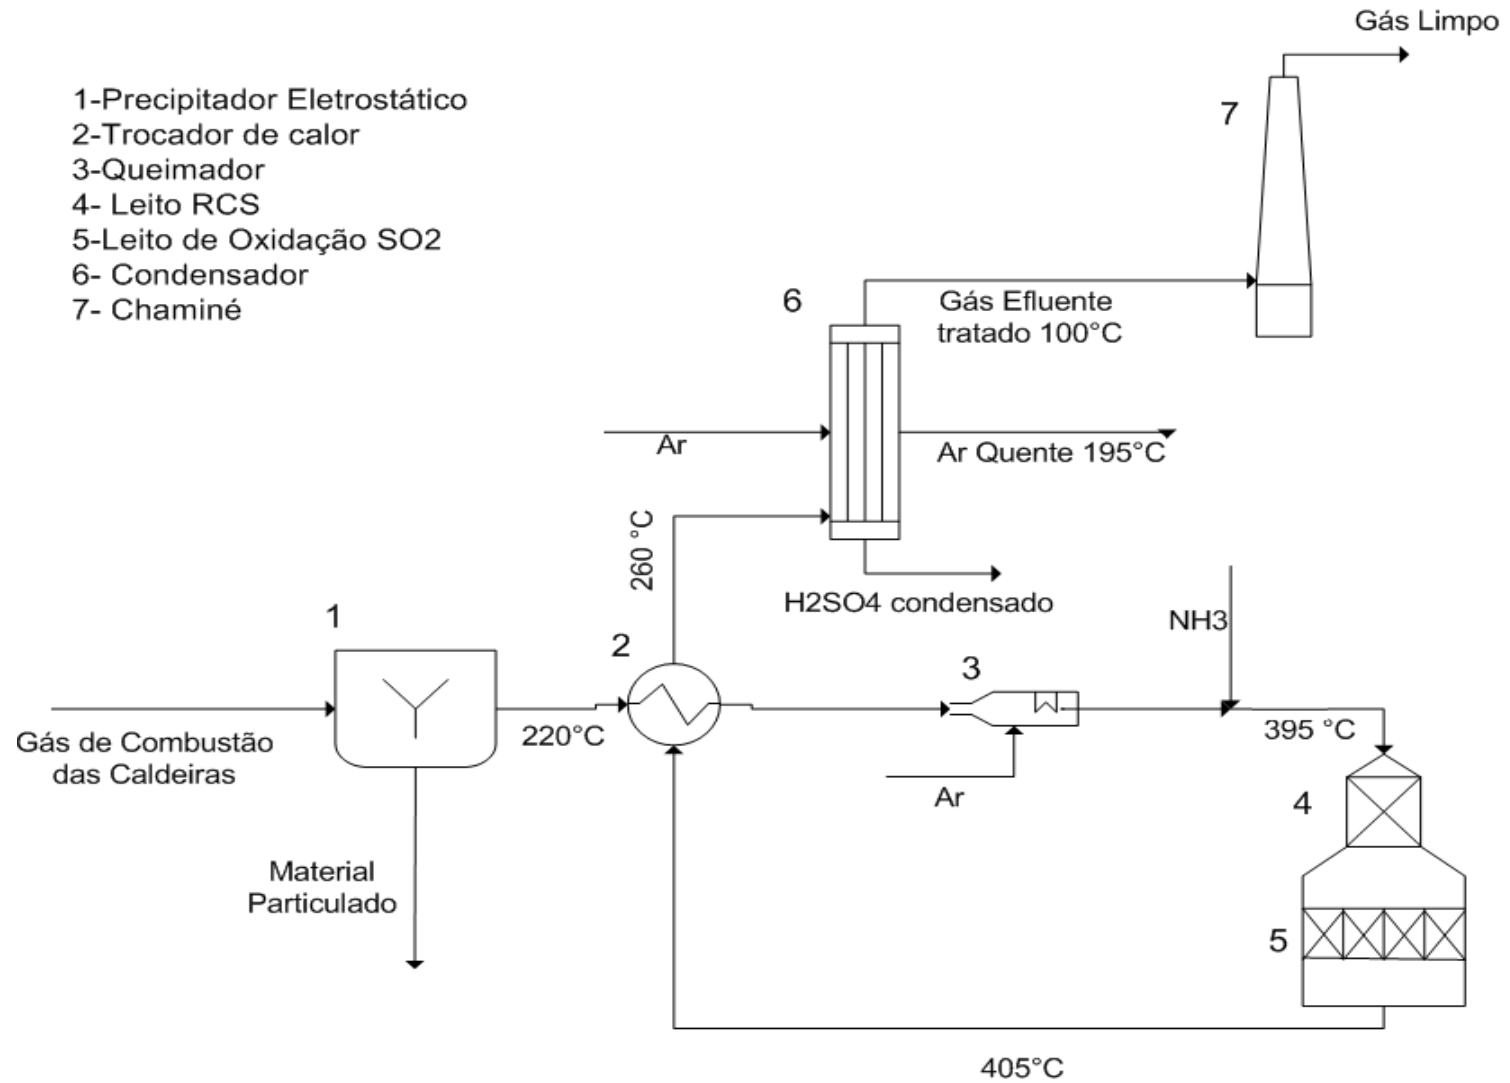 Gás Limpo
1-Precipitador Eletrostático
2-Trocador de calor
3-Queimador
4- Leito RCS
5-Leito de Oxidação SO2
6- Condensador
7- Chaminé
7
6
Gás Efluente
tratado 100°C
Ar
Ar Quente 195°C
260 °C
H2SO4 condensado
1
2
3
NH3
220°C
395 °C
Gás de Combustão
das Caldeiras
Ar
4
Material
Particulado
5
405°C